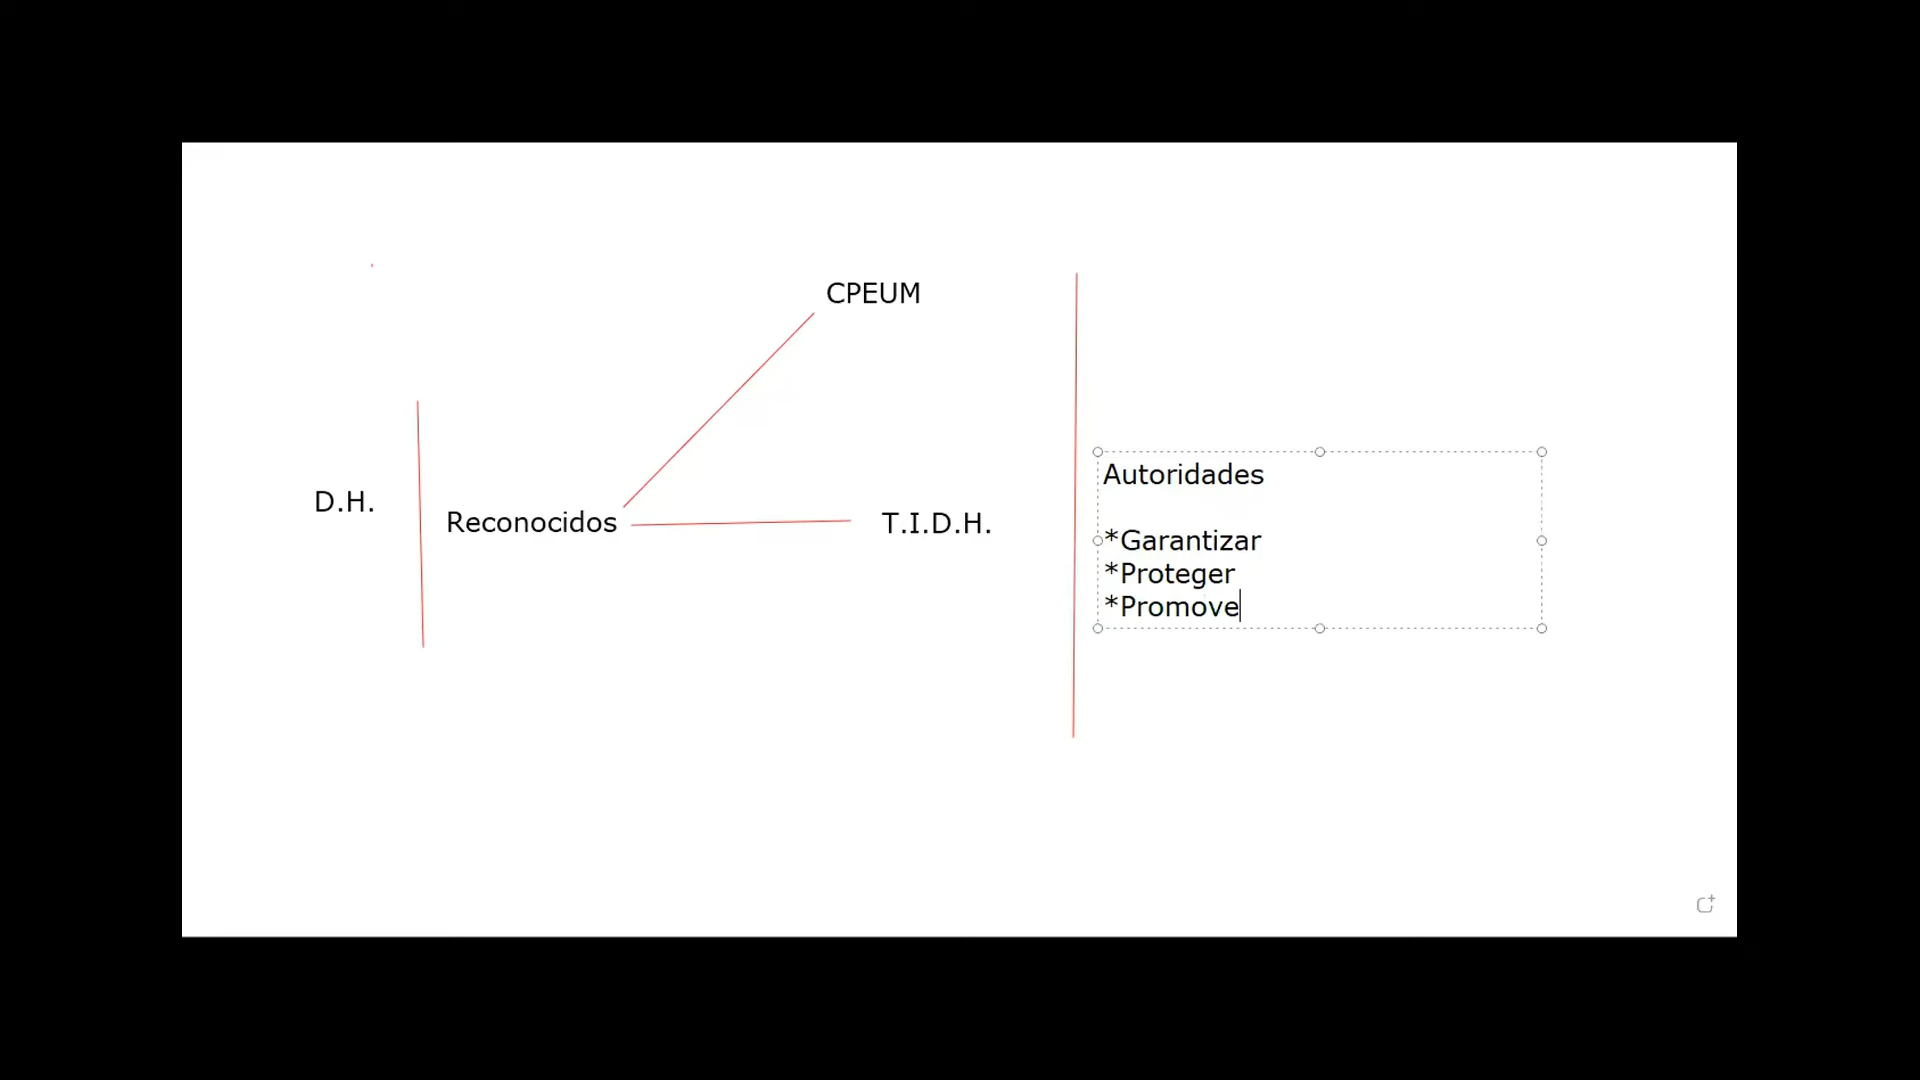 CPEUM
D.H.
Reconocidos
T.I.D.H.
Autoridades
*Garantizar
*Proteger
*Promove